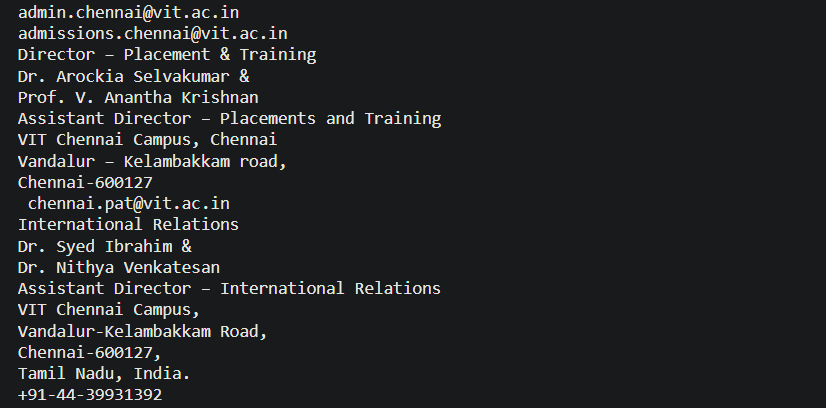 admin.chennai@vit.ac.in
admissions.chennai@vit.ac.in
Director – Placement & Training
Dr. Arockia Selvakumar &
Prof. V. Anantha Krishnan
Assistant Director – Placements and Training
VIT Chennai Campus, Chennai
Vandalur – Kelambakkam road,
Chennai-600127
chennai.pat@vit.ac.in
International Relations
Dr. Syed Ibrahim &
Dr. Nithya Venkatesan
Assistant Director – International Relations
VIT Chennai Campus,
Vandalur-Kelambakkam Road,
Chennai-600127,
Tamil Nadu, India.
+91-44-39931392